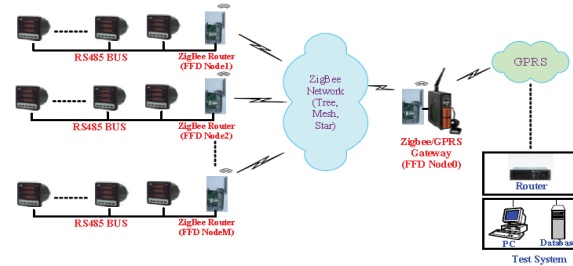 RS485 BUS
ZigBee Router
(FFD Node1)
RS485 BUS
ZigBee Router
(FFD Node2)
RS485 BUS
ZigBee Router
(FFD NodeM)
ZigBee
Network
(Tree,
Mesh,
Star)
Zigbee/GPRS
Gateway
(FFD Node0)
GPRS
Router
PC
Database
Test System